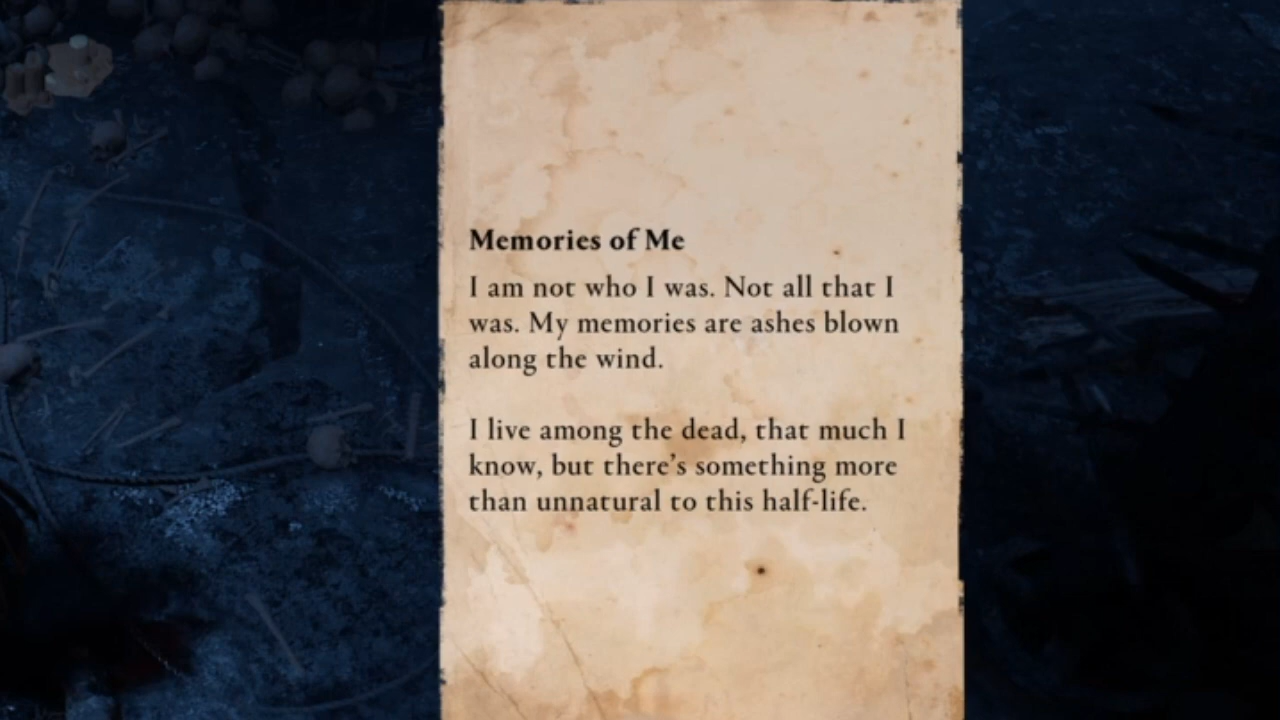 Memories of Me
I am not who I was. Not all that I
was. My memories are ashes blown
along the wind.
I live among the dead, that much I
know, but there's something more
than unnatural to this half-life.